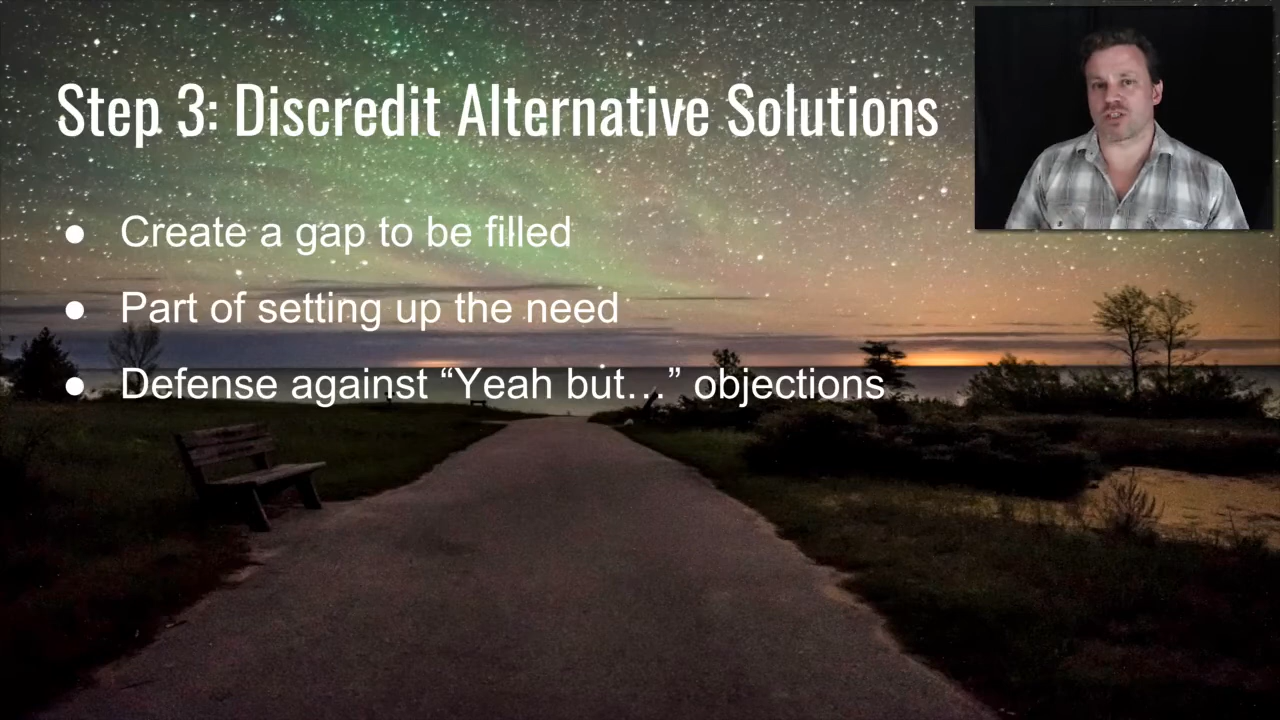 Step 3: Discredit Alternative Solutions
● Create a gap to be filled
● Part of setting up the need
● Defense against “Yeah but…” objections